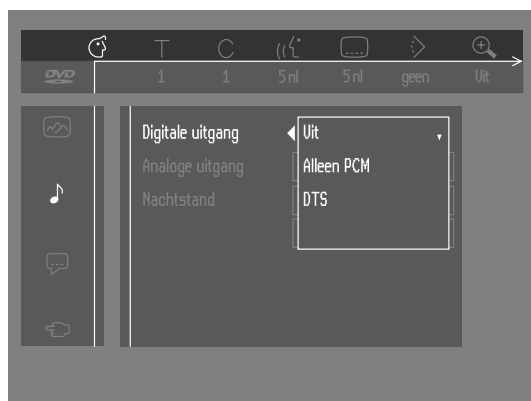 T C
DVD 1 1 5 nl 5 nl geen Uit
Digitale uitgang Uit
Analoge uitgang Alleen PCM
Nachtstand DTS